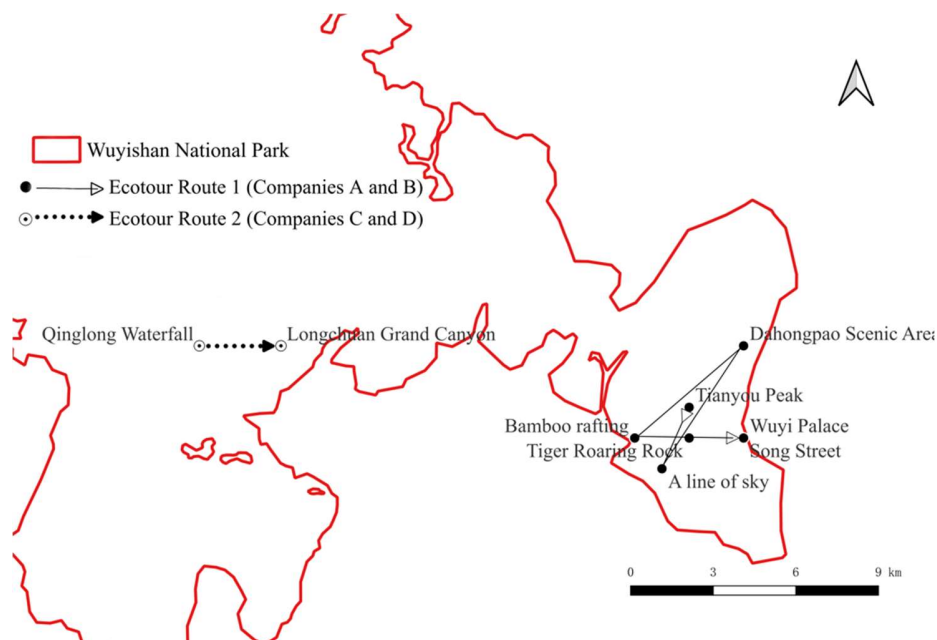 Wuyishan National Park
Ecotour Route 1 (Companies A and B)
Ecotour Route 2 (Companies C and D)
Qinglong Waterfall
Longchuan Grand Canyon
Dahongpao Scenic Area
Tianyou Peak
Bamboo rafting
Wuyi Palace
Tiger Roaring Rock
Song Street
A line of sky
0 3 6 9 km